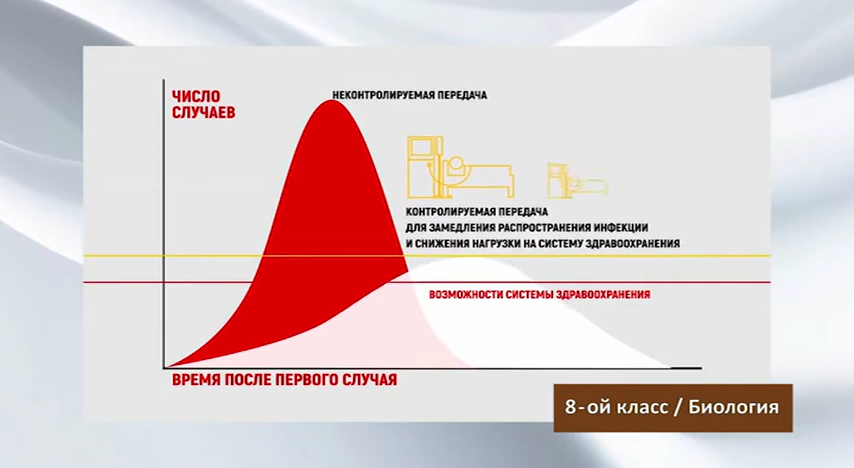 ЧИСЛО
СЛУЧАЕВ
НЕКОНТРОЛИРУЕМАЯ ПЕРЕДАЧА
КОНТРОЛИРУЕМАЯ ПЕРЕДАЧА
ДЛЯ ЗАМЕДЛЕНИЯ РАСПРОСТРАНЕНИЯ ИНФЕКЦИИ
И СНИЖЕНИЯ НАГРУЗКИ НА СИСТЕМУ ЗДРАВООХРАНЕНИЯ
ВОЗМОЖНОСТИ СИСТЕМЫ ЗДРАВООХРАНЕНИЯ
ВРЕМЯ ПОСЛЕ ПЕРВОГО СЛУЧАЯ
8-ой класс / Биология